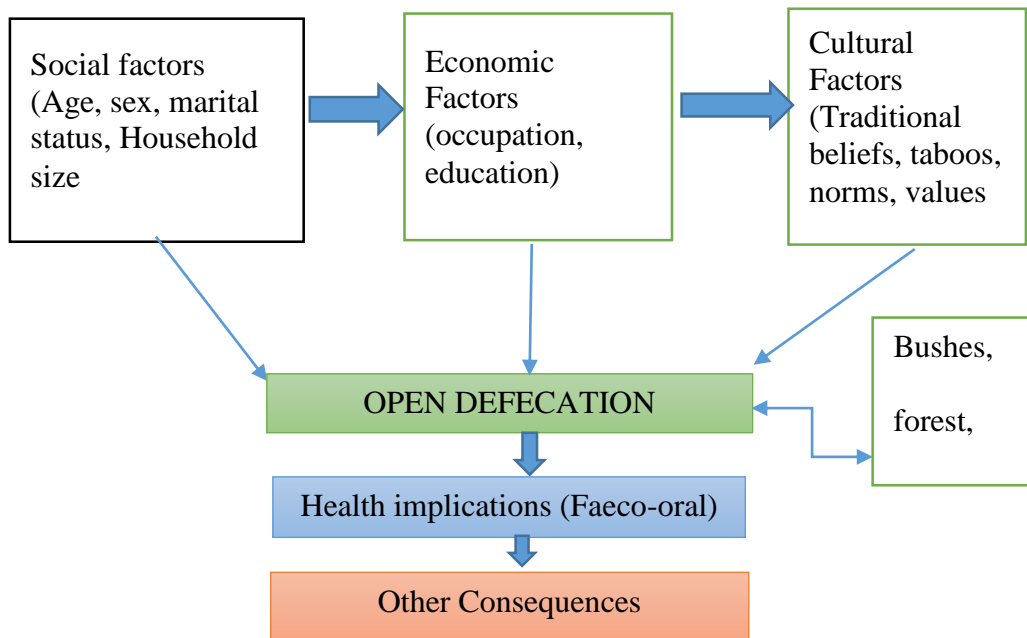 Social factors
(Age, sex, marital
status, Household
size
Economic
Factors
(occupation,
education)
Cultural
Factors
(Traditional
beliefs, taboos,
norms, values
Bushes,
forest,
OPEN DEFECATION
Health implications (Faeco-oral)
Other Consequences